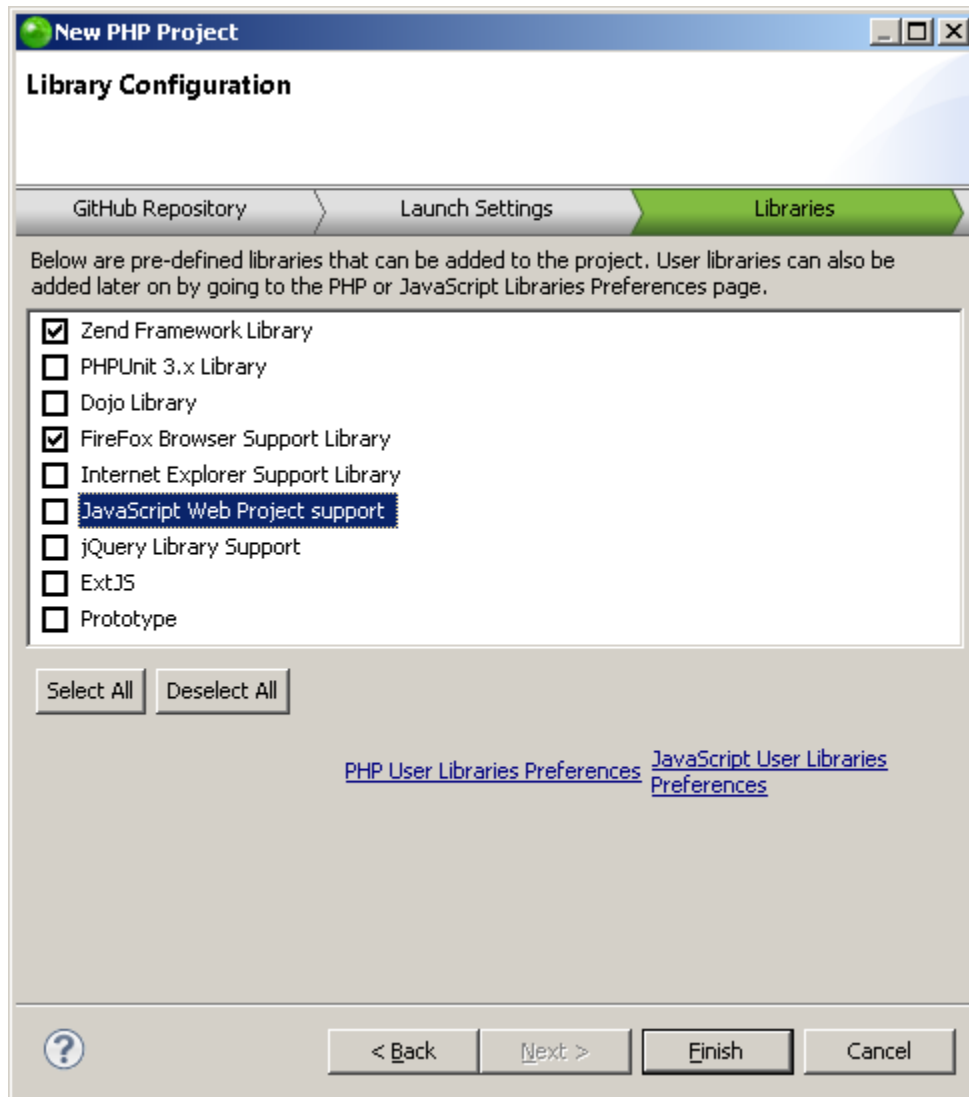 New PHP Project
Library Configuration
GitHub Repository
Launch Settings
Libraries
Below are pre-defined libraries that can be added to the project. User libraries can also be
added later on by going to the PHP or JavaScript Libraries Preferences page.
Zend Framework Library
PHPUnit 3.x Library
Dojo Library
FireFox Browser Support Library
Internet Explorer Support Library
JavaScript Web Project support
jQuery Library Support
ExtJS
Prototype
Select All
Deselect All
PHP User Libraries Preferences
JavaScript User Libraries
Preferences
?
< Back
Next >
Finish
Cancel